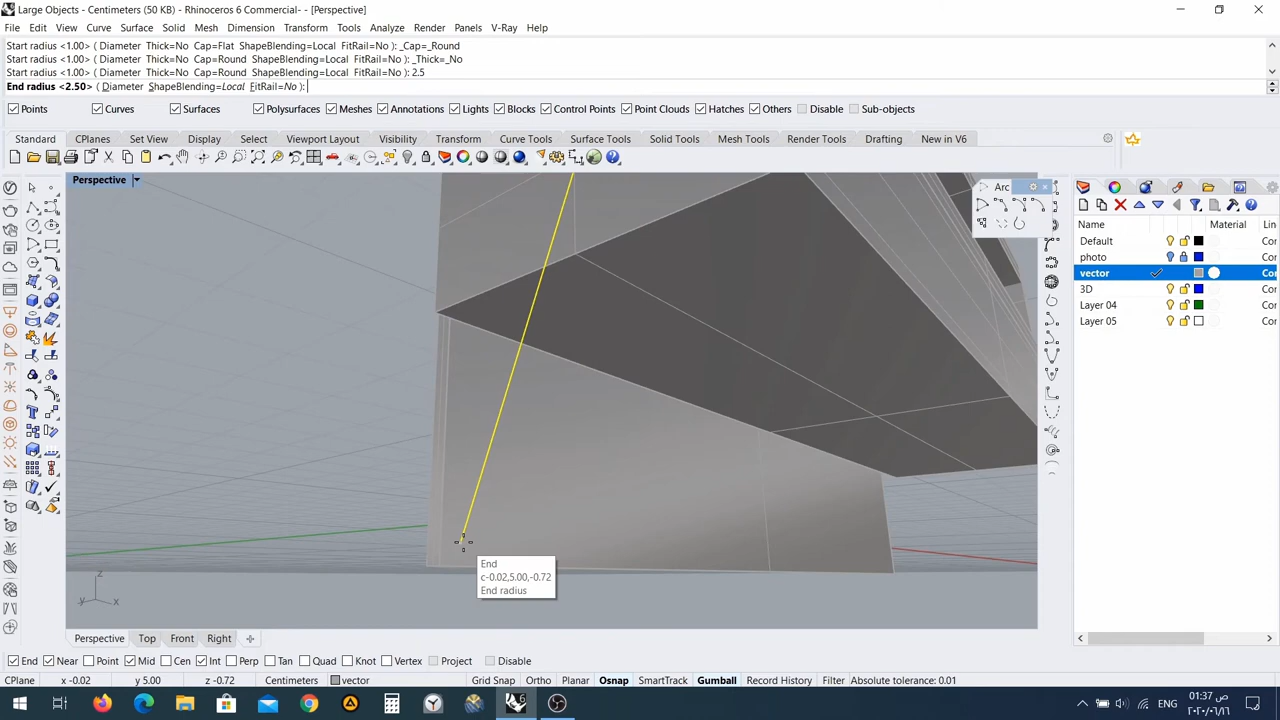 Large Objects - Centimeters (50 KB) - Rhinoceros 6 Commercial- - [Perspective]
File Edit View Curve Surface Solid Mesh Dimension Transform Tools Analyze Render Panels V-Ray Help
Start radius <1.00> ( Diameter Thick=No Cap=Flat ShapeBlending=Local FitRail=No ): _Cap=_Round
Start radius <1.00> ( Diameter Thick=No Cap=Round ShapeBlending=Local FitRail=No ): _Thick=_No
Start radius <1.00> ( Diameter Thick=No Cap=Round ShapeBlending=Local FitRail=No ): 2.5
End radius <2.50> ( Diameter ShapeBlending=Local FitRail=No ):
Points Curves Surfaces Polysurfaces Meshes Annotations Lights Blocks Control Points Point Clouds Hatches Others Disable Sub-objects
Standard CPlanes Set View Display Select Viewport Layout Visibility Transform Curve Tools Surface Tools Solid Tools Mesh Tools Render Tools Drafting New in V6
Perspective
Arc
Name Material Lin
Default Cor
photo Cor
vector Cor
3D Cor
Layer 04 Cor
Layer 05 Cor
End
c-0.02,5.00,-0.72
End radius
z
y x
Perspective Top Front Right
End Near Point Mid Cen Int Perp Tan Quad Knot Vertex Project Disable
CPlane x -0.02 y 5.00 z -0.72 Centimeters vector Grid Snap Ortho Planar Osnap SmartTrack Gumball Record History Filter Absolute tolerance: 0.01
6
ENG
01:37 ص